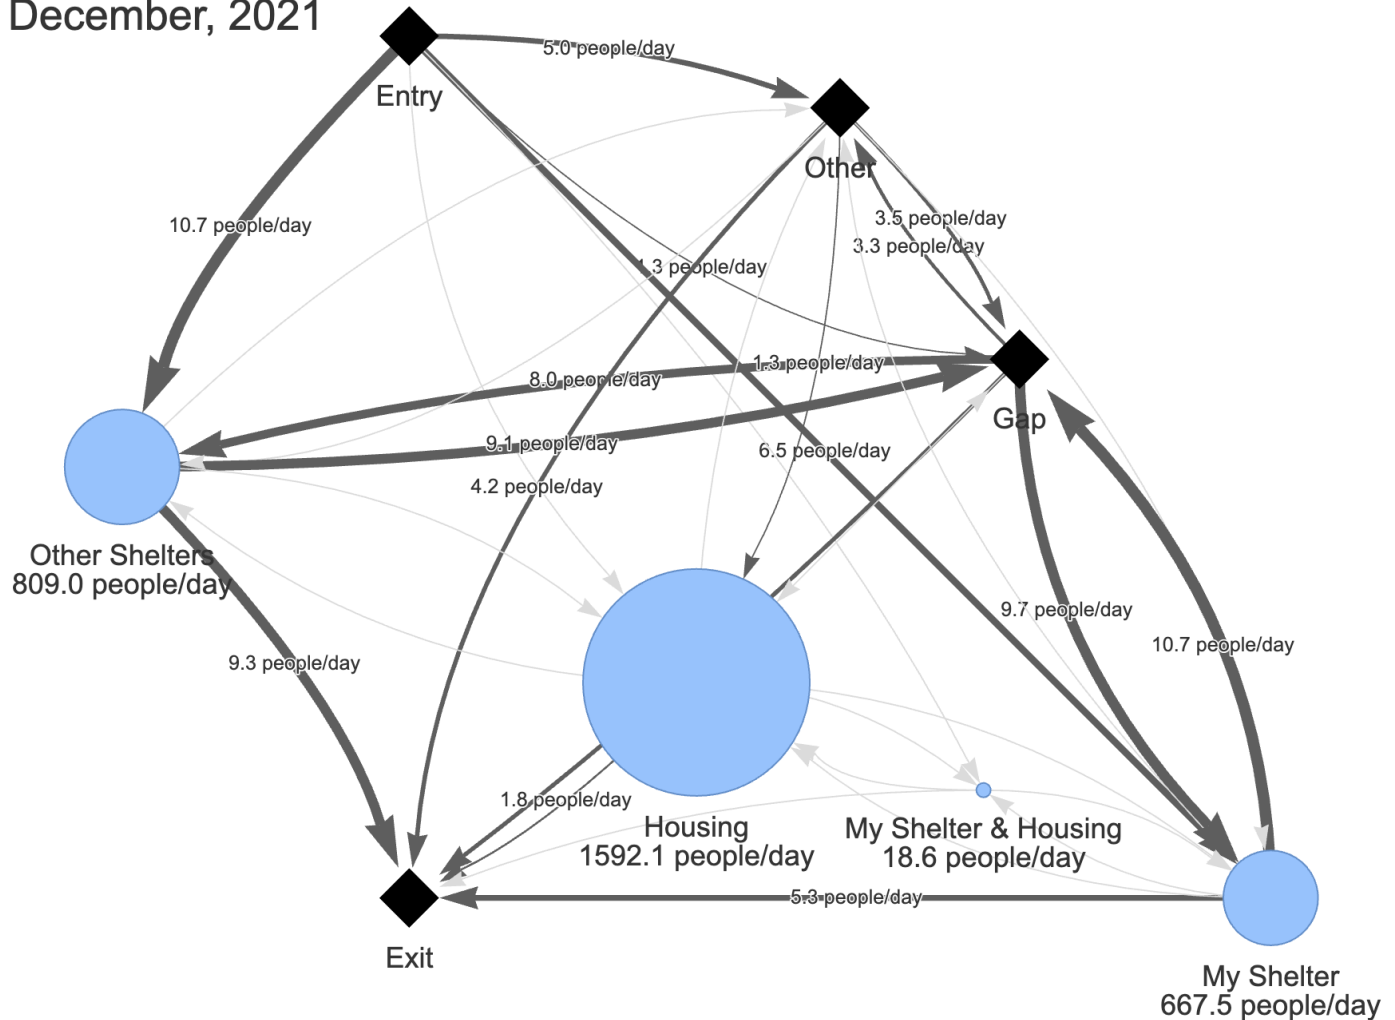 December, 2021
5.0 people/day
Entry
Other
10.7 people/day
3.5 people/day
3.3 people/day
people/day
1.3 people/day
8.0 people/day
Gap
9.1 people/day
6.5 people/day
4.2 people/day
Other Shelters
809.0 people/day
9.7 people/day
10.7 people/day
9.3 people/day
1.8 people/day
Housing
1592.1 people/day
My Shelter & Housing
18.6 people/day
5.3 people/day
Exit
My Shelter
667.5 people/day